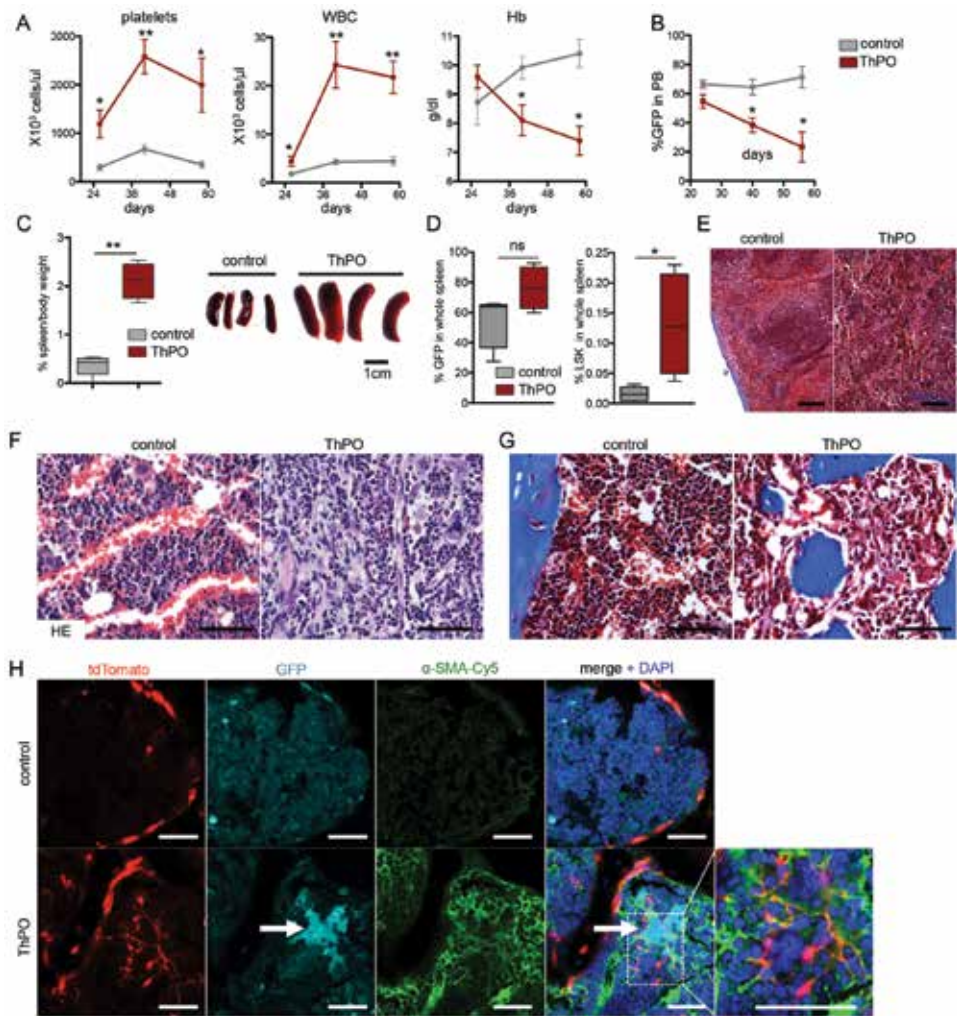 A
platelets
X10³ cells/µl
3000
2000
1000
0
24 36 48 60
days
*
**
*
WBC
X10³ cells/µl
30
20
10
0
24 36 48 60
days
*
**
**
Hb
g/dl
11
10
9
8
7
6
24 36 48 60
days
*
*
B
%GFP in PB
100
80
60
40
20
0
20 30 40 50 60
days
*
*
control
ThPO
C
% spleen/body weight
3
2
1
0
**
control
ThPO
control ThPO
1cm
D
% GFP in whole spleen
100
80
60
40
20
0
ns
control
ThPO
% LSK in whole spleen
0.25
0.20
0.15
0.10
0.05
0.00
*
E
control ThPO
F
control ThPO
HE
G
control ThPO
H
tdTomato GFP α-SMA-Cy5 merge + DAPI
control
ThPO